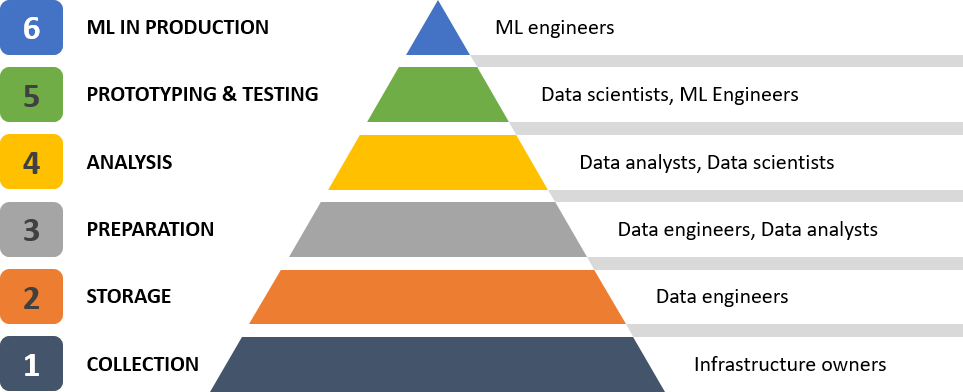 6 ML IN PRODUCTION ML engineers
5 PROTOTYPING & TESTING Data scientists, ML Engineers
4 ANALYSIS Data analysts, Data scientists
3 PREPARATION Data engineers, Data analysts
2 STORAGE Data engineers
1 COLLECTION Infrastructure owners